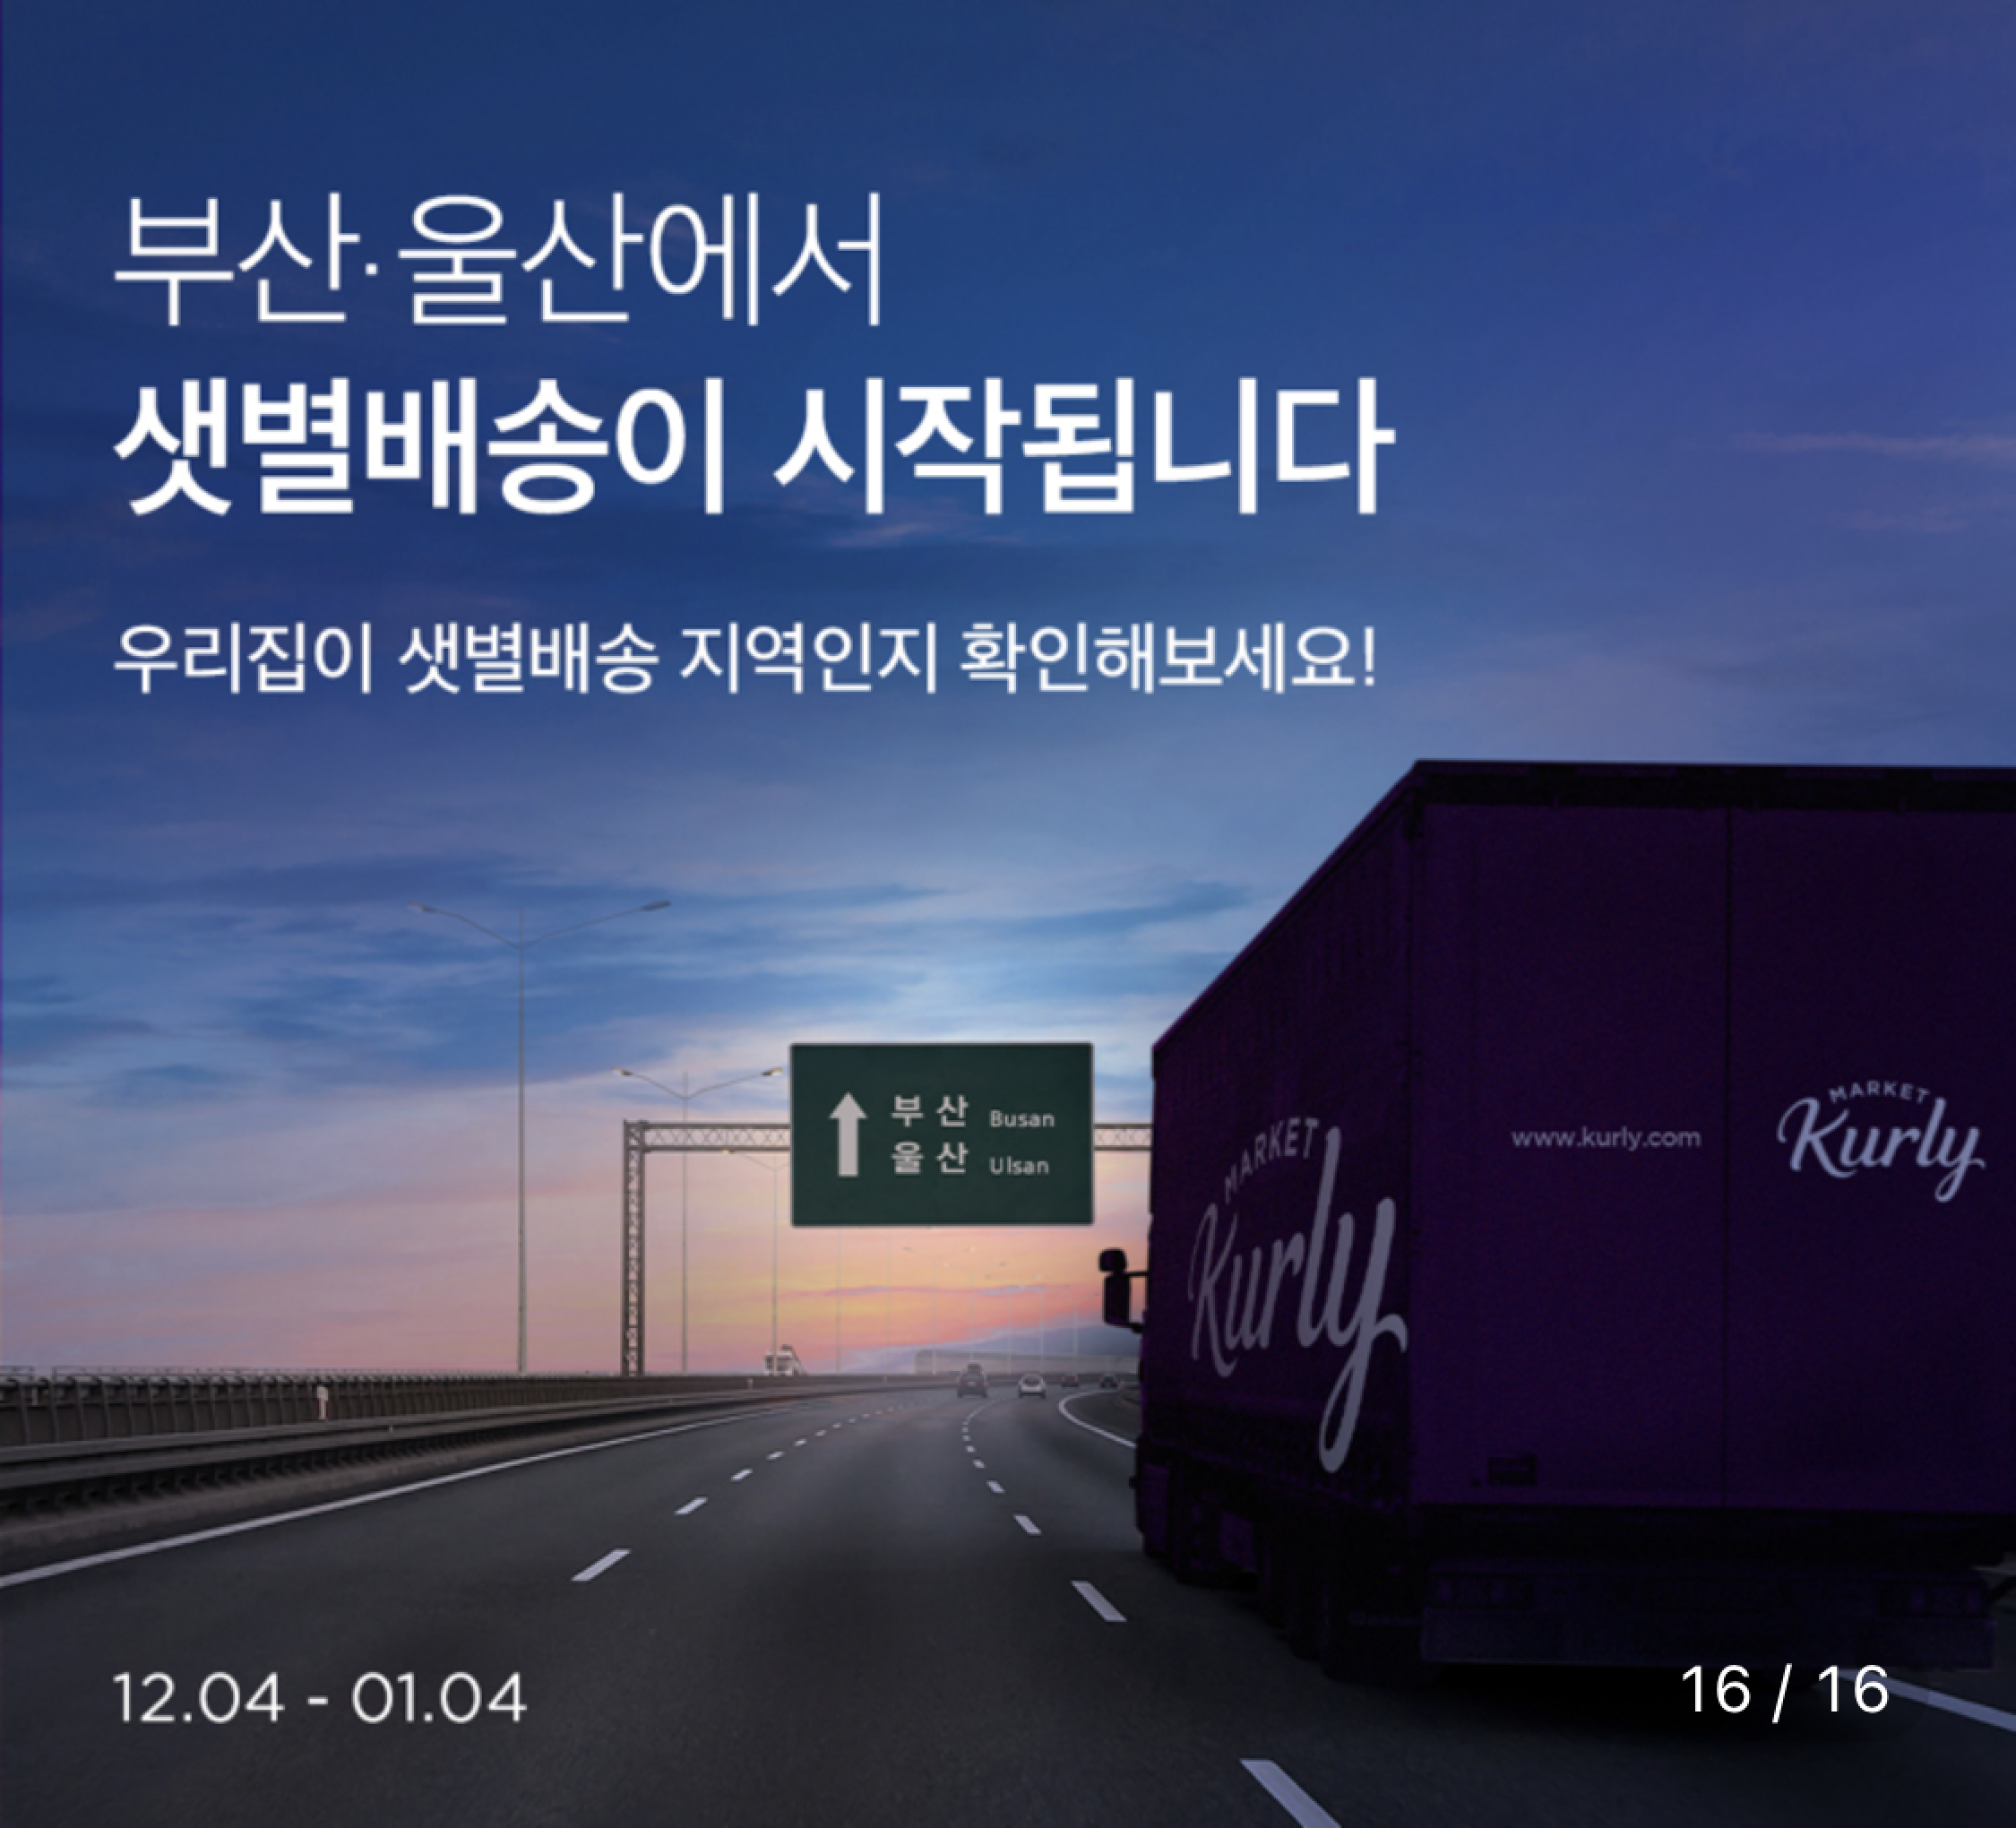 부산·울산에서
샛별배송이 시작됩니다
우리집이 샛별배송 지역인지 확인해보세요!
부산 Busan
울산 Ulsan
MARKET
Kurly
www.kurly.com
MARKET
Kurly
12.04 - 01.04
16 / 16